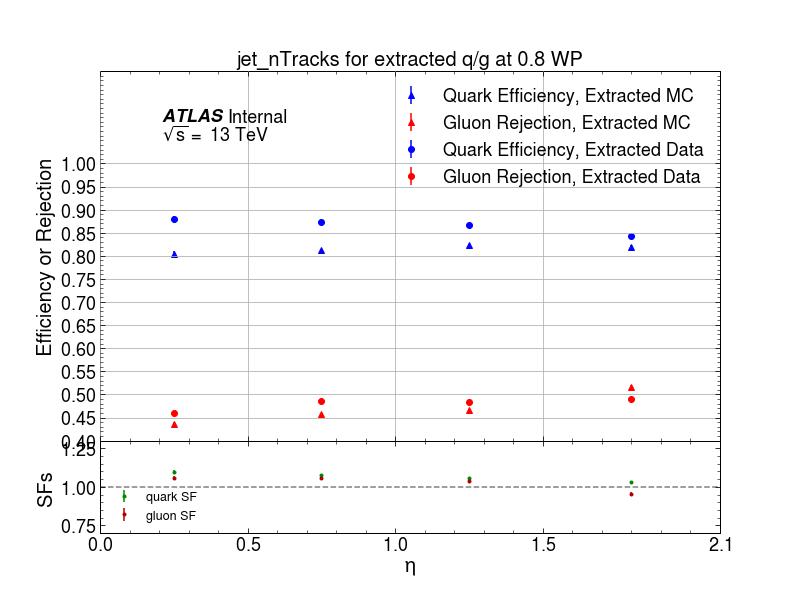 jet_nTracks for extracted q/g at 0.8 WP
ATLAS Internal
√s = 13 TeV
Quark Efficiency, Extracted MC
Gluon Rejection, Extracted MC
Quark Efficiency, Extracted Data
Gluon Rejection, Extracted Data
Efficiency or Rejection
1.00
0.95
0.90
0.85
0.80
0.75
0.70
0.65
0.60
0.55
0.50
0.45
0.40
SFs
1.25
1.00
0.75
quark SF
gluon SF
0.0 0.5 1.0 1.5 2.1
η